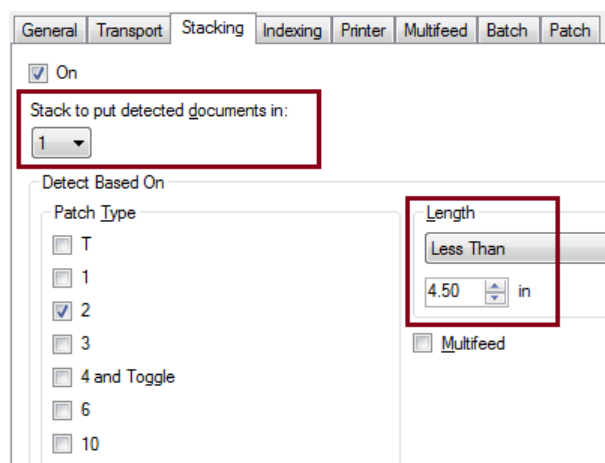 General Transport Stacking Indexing Printer Multifeed Batch Patch
On
Stack to put detected documents in:
1
Detect Based On
Patch Type
T
1
2
3
4 and Toggle
6
10
Length
Less Than
4.50 in
Multifeed